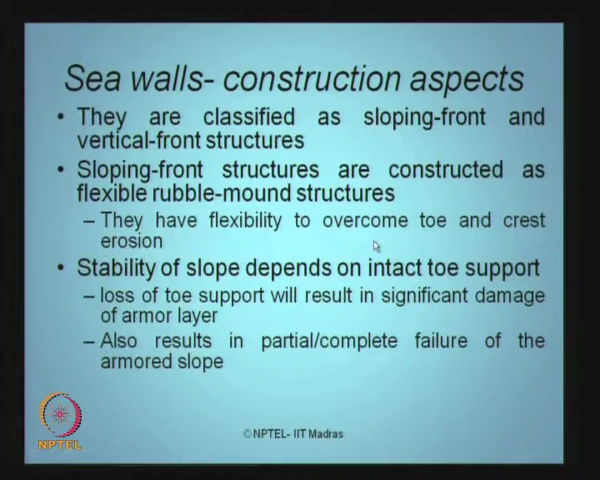 Sea walls- construction aspects
• They are classified as sloping-front and
vertical-front structures
• Sloping-front structures are constructed as
flexible rubble-mound structures
– They have flexibility to overcome toe and crest
erosion
• Stability of slope depends on intact toe support
– loss of toe support will result in significant damage
of armor layer
– Also results in partial/complete failure of the
armored slope
NPTEL
©NPTEL- IIT Madras